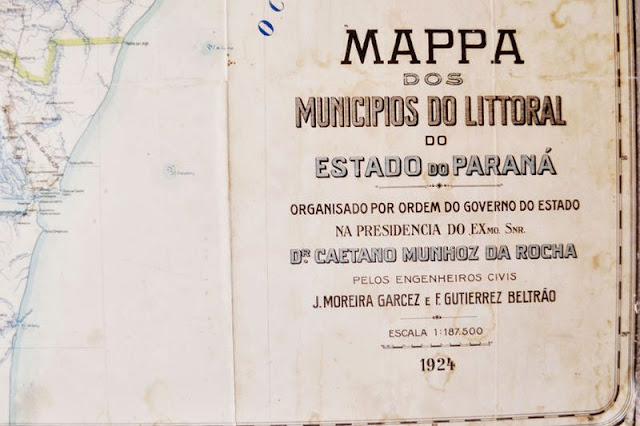 MAPPA
DOS
MUNICIPIOS DO LITTORAL
DO
ESTADO DO PARANÁ
ORGANISADO POR ORDEM DO GOVERNO DO ESTADO
NA PRESIDENCIA DO EXMO. SNR.
DR. CAETANO MUNHOZ DA ROCHA
PELOS ENGENHEIROS CIVIS
J. MOREIRA GARCEZ E F. GUTIERREZ BELTRÃO
ESCALA 1:187.500
1924